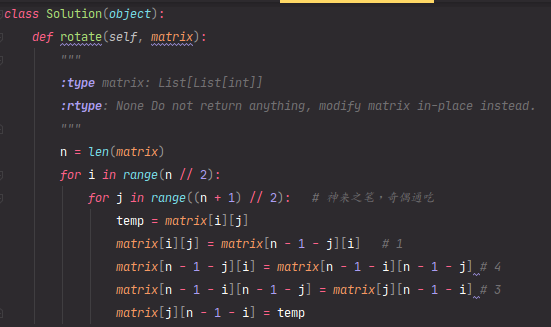 class Solution(object):
    def rotate(self, matrix):
        """
        :type matrix: List[List[int]]
        :rtype: None Do not return anything, modify matrix in-place instead.
        """
        n = len(matrix)
        for i in range(n // 2):
            for j in range((n + 1) // 2):   # 神来之笔，奇偶通吃
                temp = matrix[i][j]
                matrix[i][j] = matrix[n - 1 - j][i]   # 1
                matrix[n - 1 - j][i] = matrix[n - 1 - i][n - 1 - j] # 4
                matrix[n - 1 - i][n - 1 - j] = matrix[j][n - 1 - i] # 3
                matrix[j][n - 1 - i] = temp